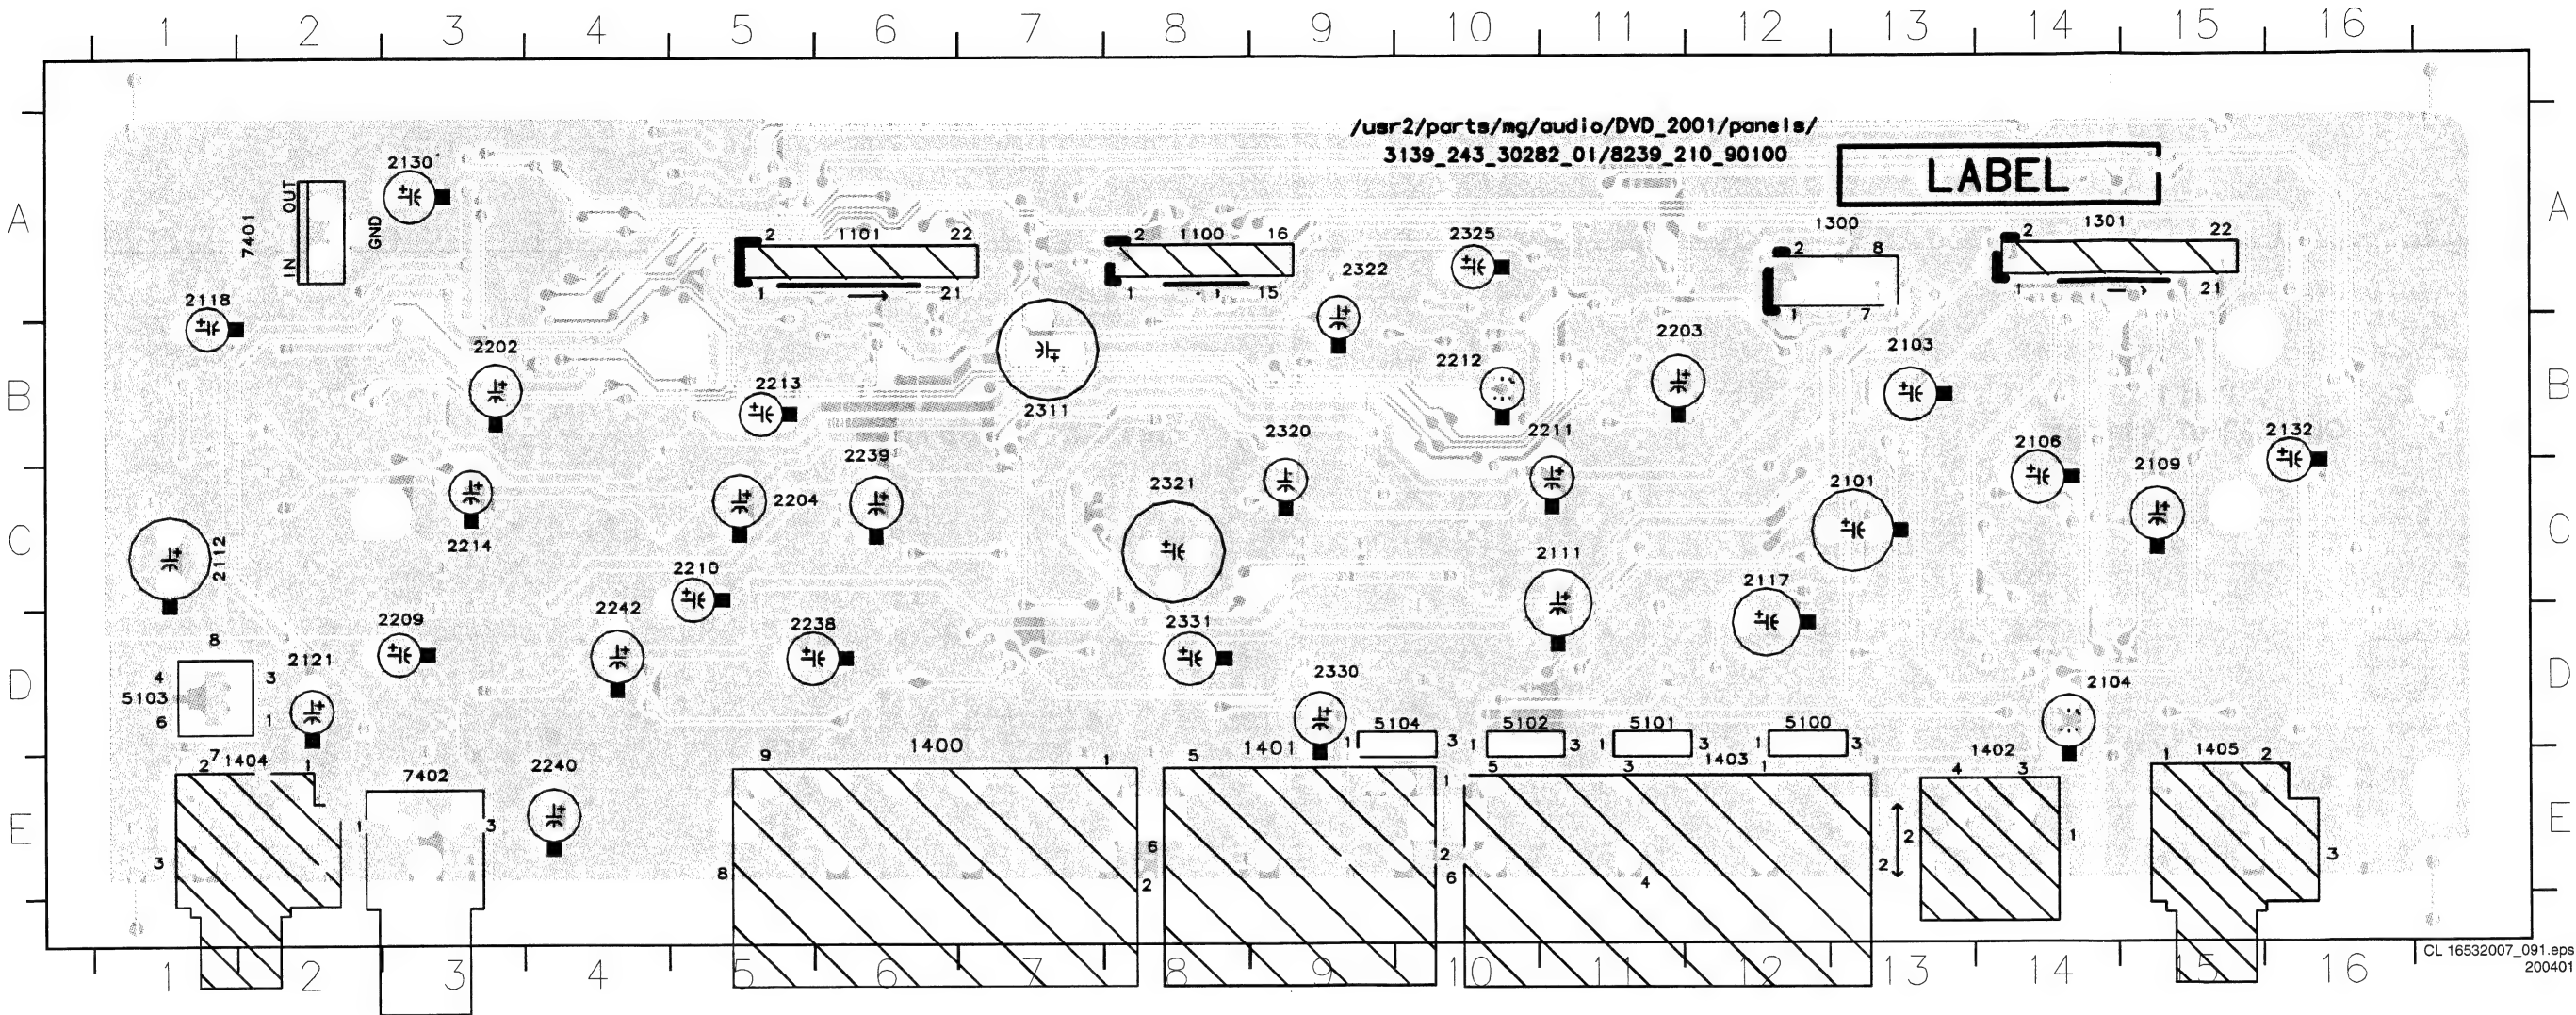 1 2 3 4 5 6 7 8 9 10 11 12 13 14 15 16
/usr2/parts/mg/audio/DVD_2001/panels/
3139_243_30282_01/8239_210_90100
LABEL
A
A
2130
OUT
7401
GND
IN
2 1101 22
1 21
2 1100 16
1 15
2325
2322
1300
2 8
1 7
2 1301 22
1 21
2118
2202
2213
2311
2203
2212
2103
B
B
2320
2211
2106
2132
2109
2239
2204
2321
2101
C
C
2214
2112
2111
2210
2117
2242
2209
2238
2331
8
4 3
5103
6 1
7
2121
D
D
2330
2104
1 5104 3
1 5102 3
1 5101 3
1 5100 3
2 1404 1
3
7402
1 3
2240
9 1400 1
8
6
2
5 1401
1
2
6
5 3 1403 1
4
2
2
1402
4 3
1
1405
1 2
3
E
E
1 2 3 4 5 6 7 8 9 10 11 12 13 14 15 16
CL 16532007_091.eps
200401